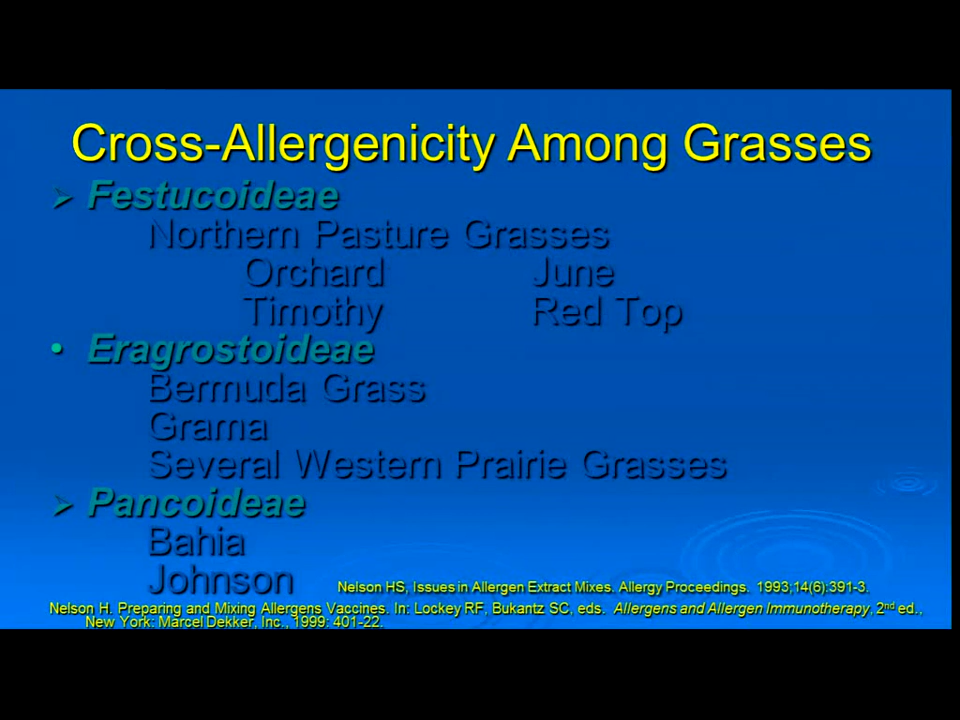 Cross-Allergenicity Among Grasses
➢ Festucoideae
Northern Pasture Grasses
Orchard June
Timothy Red Top
• Eragrostoideae
Bermuda Grass
Grama
Several Western Prairie Grasses
➢ Pancoideae
Bahia
Johnson Nelson HS, Issues in Allergen Extract Mixes. Allergy Proceedings. 1993;14(6):391-3.
Nelson H. Preparing and Mixing Allergens Vaccines. In: Lockey RF, Bukantz SC, eds. Allergens and Allergen Immunotherapy, 2nd ed.,
New York: Marcel Dekker, Inc., 1999: 401-22.